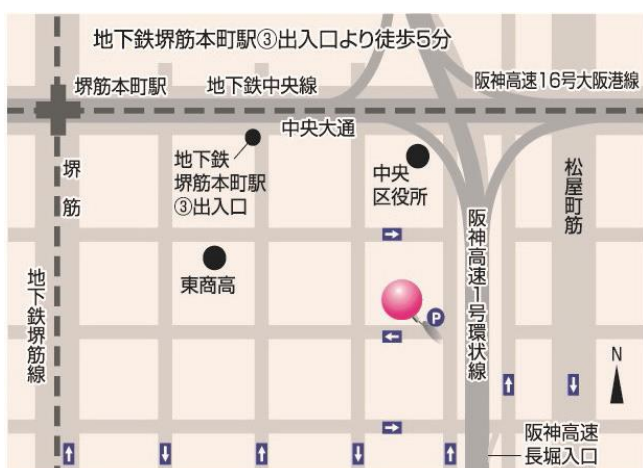 地下鉄堺筋本町駅③出入口より徒歩5分
堺筋本町駅
地下鉄中央線
阪神高速16号大阪港線
中央大通
地下鉄
堺筋本町駅
③出入口
中央
区役所
松屋町筋
堺筋
東商高
阪神高速1号環状線
地下鉄堺筋線
P
N
阪神高速
長堀入口